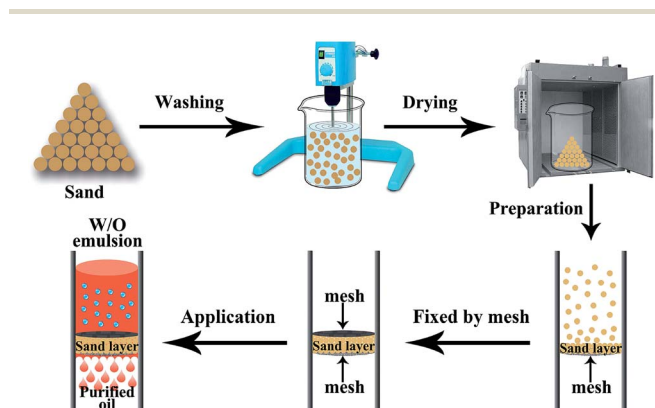 Washing
Drying
Sand
Preparation
W/O
emulsion
Application
mesh
Fixed by mesh
Sand layer
Sand layer
Sand layer
Purified
oil
mesh
mesh